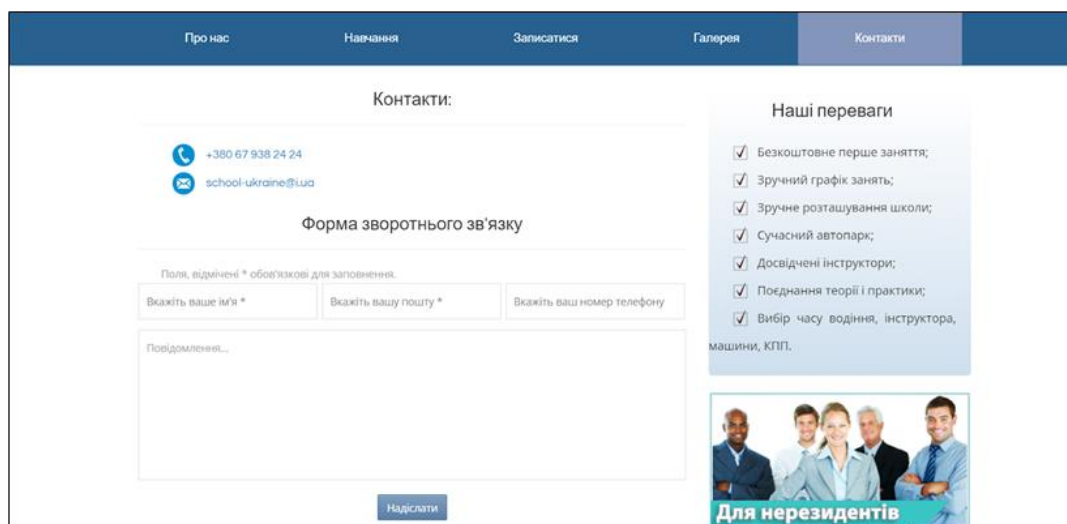 Про нас
Навчання
Записатися
Галерея
Контакти
Контакти:
+380 67 938 24 24
school-ukraine@i.ua
Форма зворотнього зв'язку
Поля, відмічені * обов'язкові для заповнення.
Вкажіть ваше ім'я *
Вкажіть вашу пошту *
Вкажіть ваш номер телефону
Повідомлення...
Надіслати
Наші переваги
Безкоштовне перше заняття;
Зручний графік занять;
Зручне розташування школи;
Сучасний автопарк;
Досвідчені інструктори;
Поєднання теорії і практики;
Вибір часу водіння, інструктора,
машини, КПП.
Для нерезидентів